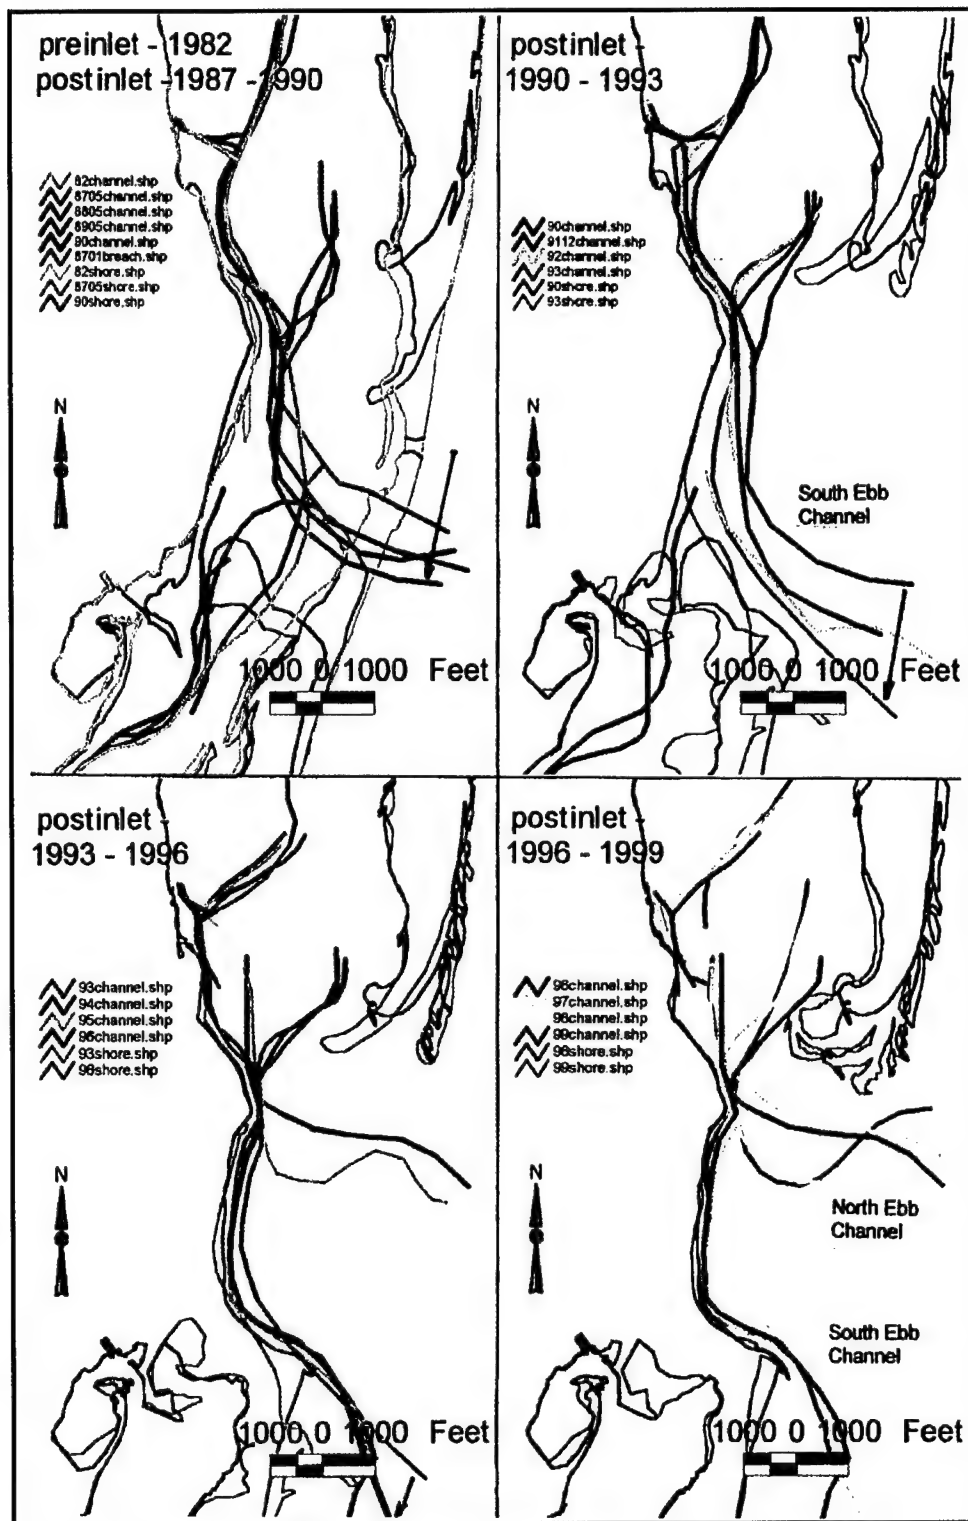 preinlet - 1982
postinlet -1987 - 1990
82channel.shp
8705channel.shp
8805channel.shp
8905channel.shp
90channel.shp
8701breach.shp
82shore.shp
8705shore.shp
90shore.shp
N
1000 0 1000 Feet
postinlet -
1990 - 1993
90channel.shp
9112channel.shp
92channel.shp
93channel.shp
90shore.shp
93shore.shp
N
South Ebb
Channel
1000 0 1000 Feet
postinlet -
1993 - 1996
93channel.shp
94channel.shp
95channel.shp
96channel.shp
93shore.shp
96shore.shp
N
1000 0 1000 Feet
postinlet -
1996 - 1999
96channel.shp
97channel.shp
98channel.shp
99channel.shp
96shore.shp
99shore.shp
N
North Ebb
Channel
South Ebb
Channel
1000 0 1000 Feet